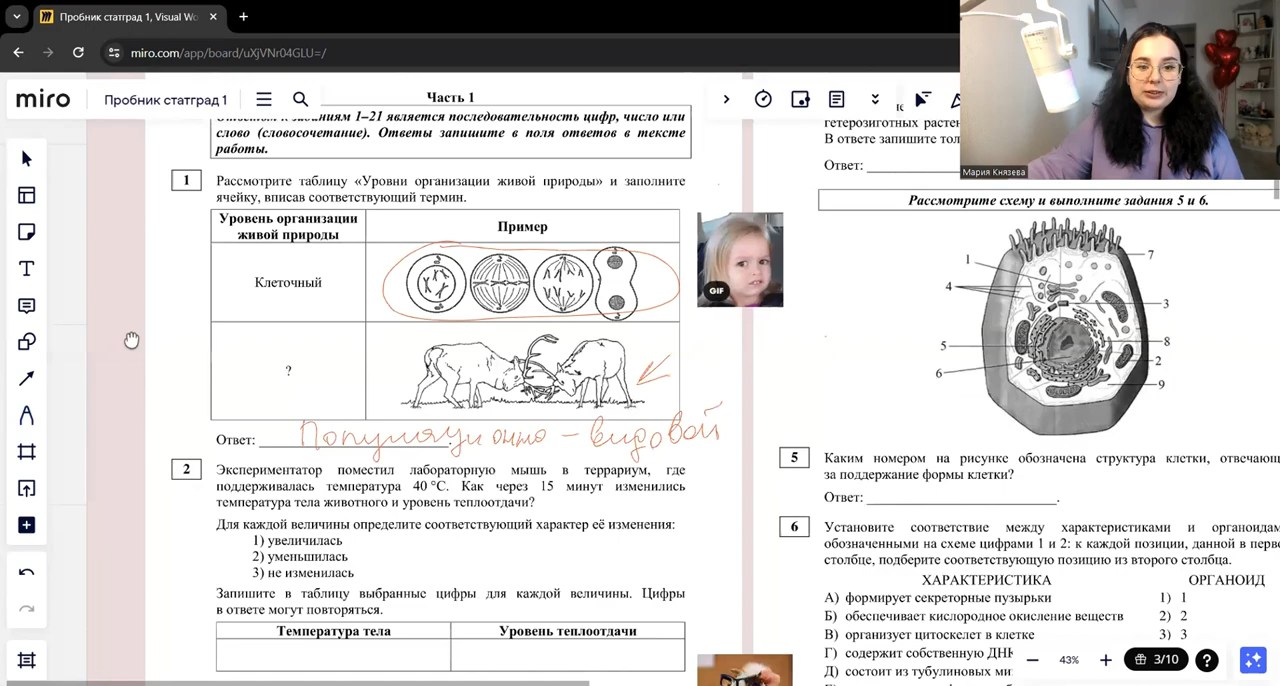 Пробник статград 1, Visual Wo
miro.com/app/board/uXjVNr04GLU=/
miro
Пробник статград 1
Часть 1
Ответом к заданиям 1–21 является последовательность цифр, число или
слово (словосочетание). Ответы запишите в поля ответов в тексте
работы.
1
Рассмотрите таблицу «Уровни организации живой природы» и заполните
ячейку, вписав соответствующий термин.
Уровень организации
живой природы
Пример
Клеточный
?
Ответ:
Популяционно – видовой
2
Экспериментатор поместил лабораторную мышь в террариум, где
поддерживалась температура 40 °С. Как через 15 минут изменились
температура тела животного и уровень теплоотдачи?
Для каждой величины определите соответствующий характер её изменения:
1) увеличилась
2) уменьшилась
3) не изменилась
Запишите в таблицу выбранные цифры для каждой величины. Цифры
в ответе могут повторяться.
Температура тела
Уровень теплоотдачи
GIF
гетерозиготных растен
В ответе запишите тол
Ответ:
Мария Князева
Рассмотрите схему и выполните задания 5 и 6.
1
7
4
3
5
8
2
6
9
5
Каким номером на рисунке обозначена структура клетки, отвечающ
за поддержание формы клетки?
Ответ:
6
Установите соответствие между характеристиками и органоидам
обозначенными на схеме цифрами 1 и 2: к каждой позиции, данной в перво
столбце, подберите соответствующую позицию из второго столбца.
ХАРАКТЕРИСТИКА
ОРГАНОИД
А) формирует секреторные пузырьки
1) 1
Б) обеспечивает кислородное окисление веществ
2) 2
В) организует цитоскелет в клетке
3) 3
Г) содержит собственную ДНК
Д) состоит из тубулиновых ми
43%
3/10